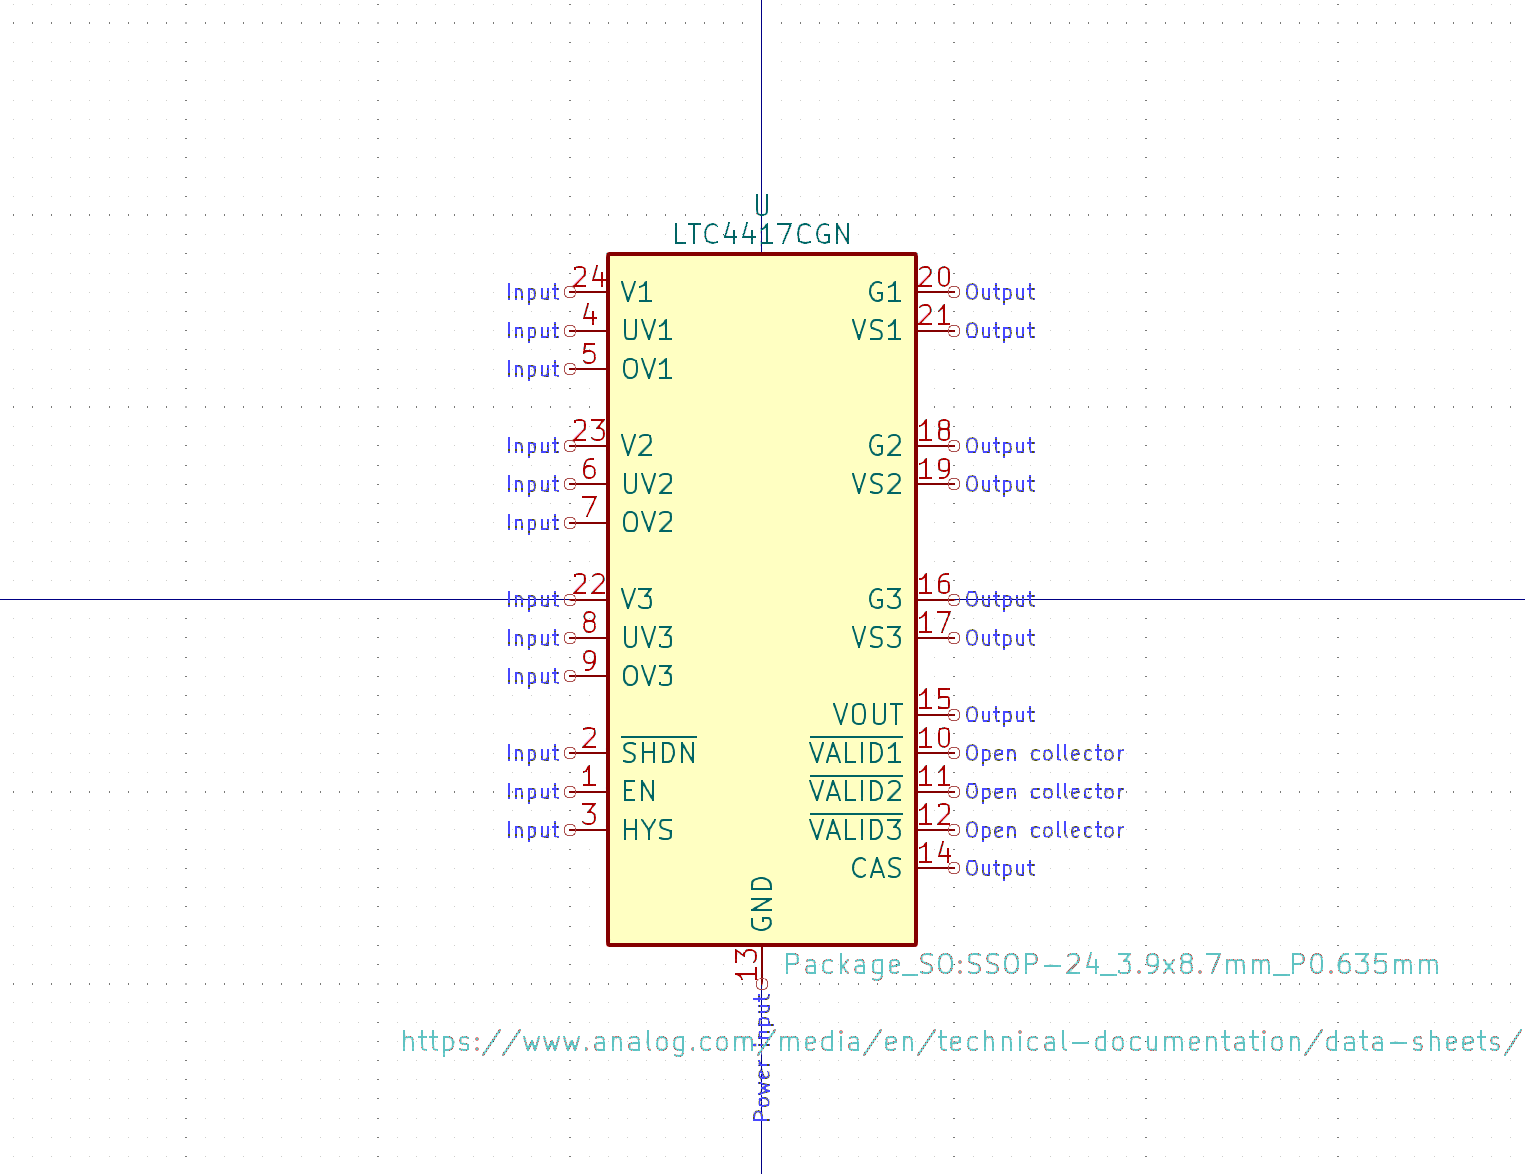 U
LTC4417CGN
Input 24 V1 G1 20 Output
Input 4 UV1 VS1 21 Output
Input 5 OV1
Input 23 V2 G2 18 Output
Input 6 UV2 VS2 19 Output
Input 7 OV2
Input 22 V3 G3 16 Output
Input 8 UV3 VS3 17 Output
Input 9 OV3
VOUT 15 Output
Input 2 SHDN VALID1 10 Open collector
Input 1 EN VALID2 11 Open collector
Input 3 HYS VALID3 12 Open collector
CAS 14 Output
GND
13
Package_SO:SSOP-24_3.9x8.7mm_P0.635mm
Power input
https://www.analog.com/media/en/technical-documentation/data-sheets/